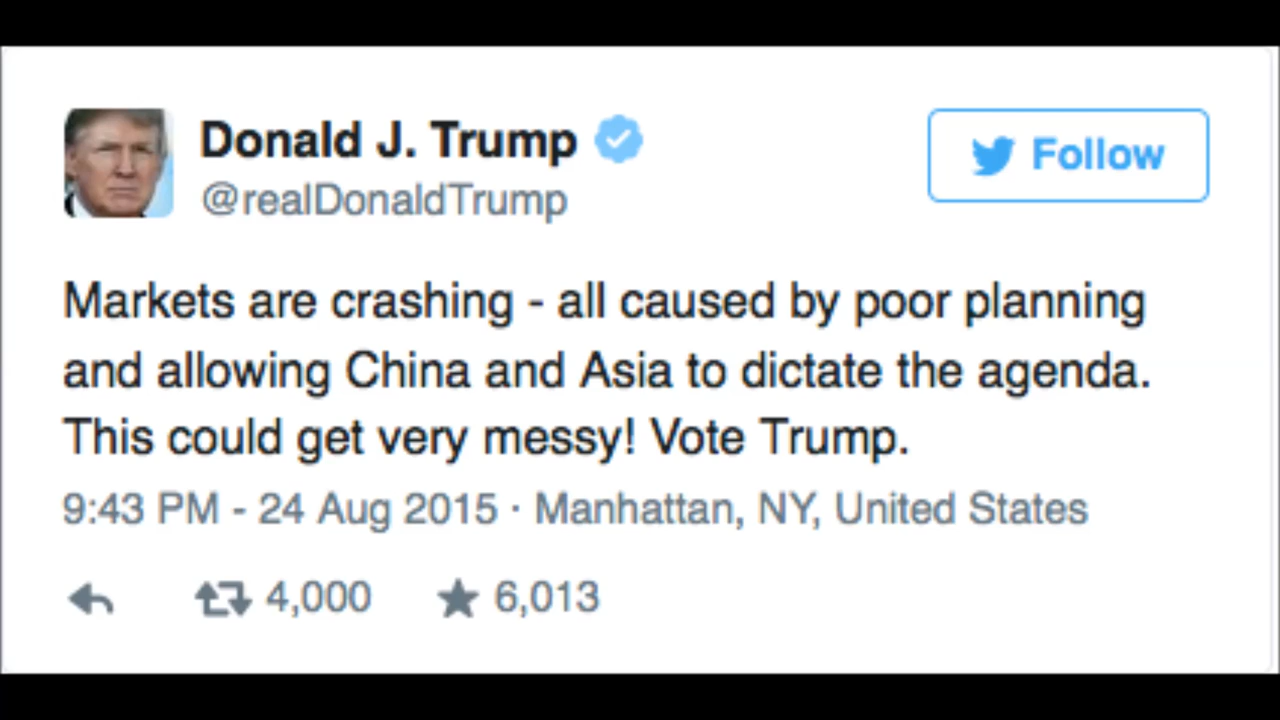 Donald J. Trump
@realDonaldTrump
Follow
Markets are crashing - all caused by poor planning
and allowing China and Asia to dictate the agenda.
This could get very messy! Vote Trump.
9:43 PM - 24 Aug 2015 · Manhattan, NY, United States
4,000 6,013